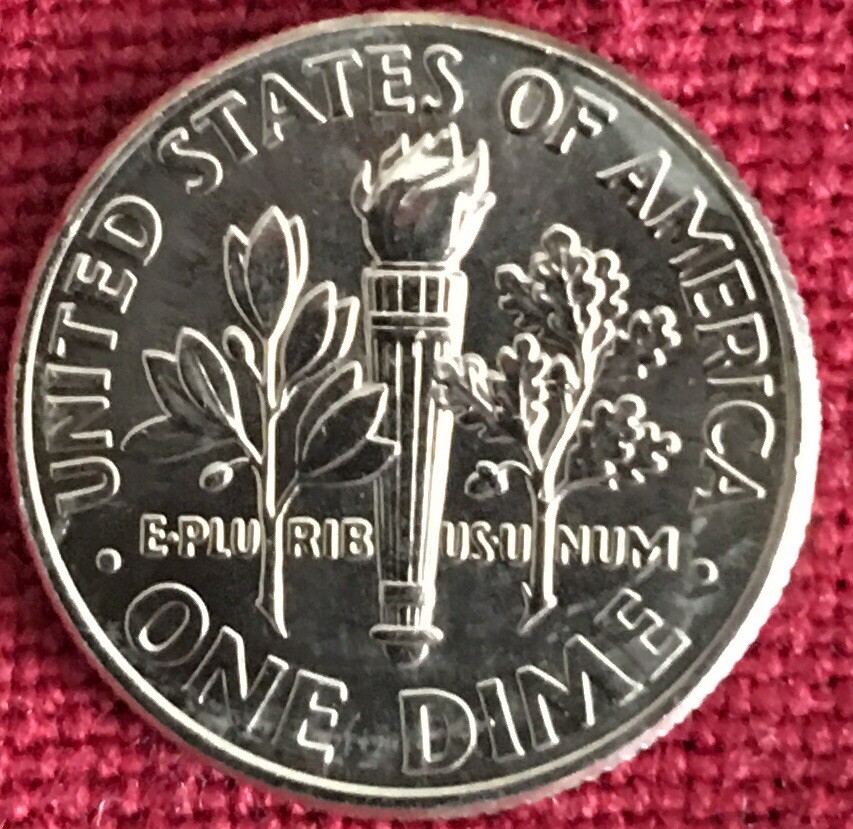 UNITED STATES OF AMERICA
E·PLURIBUS·UNUM
· ONE DIME ·